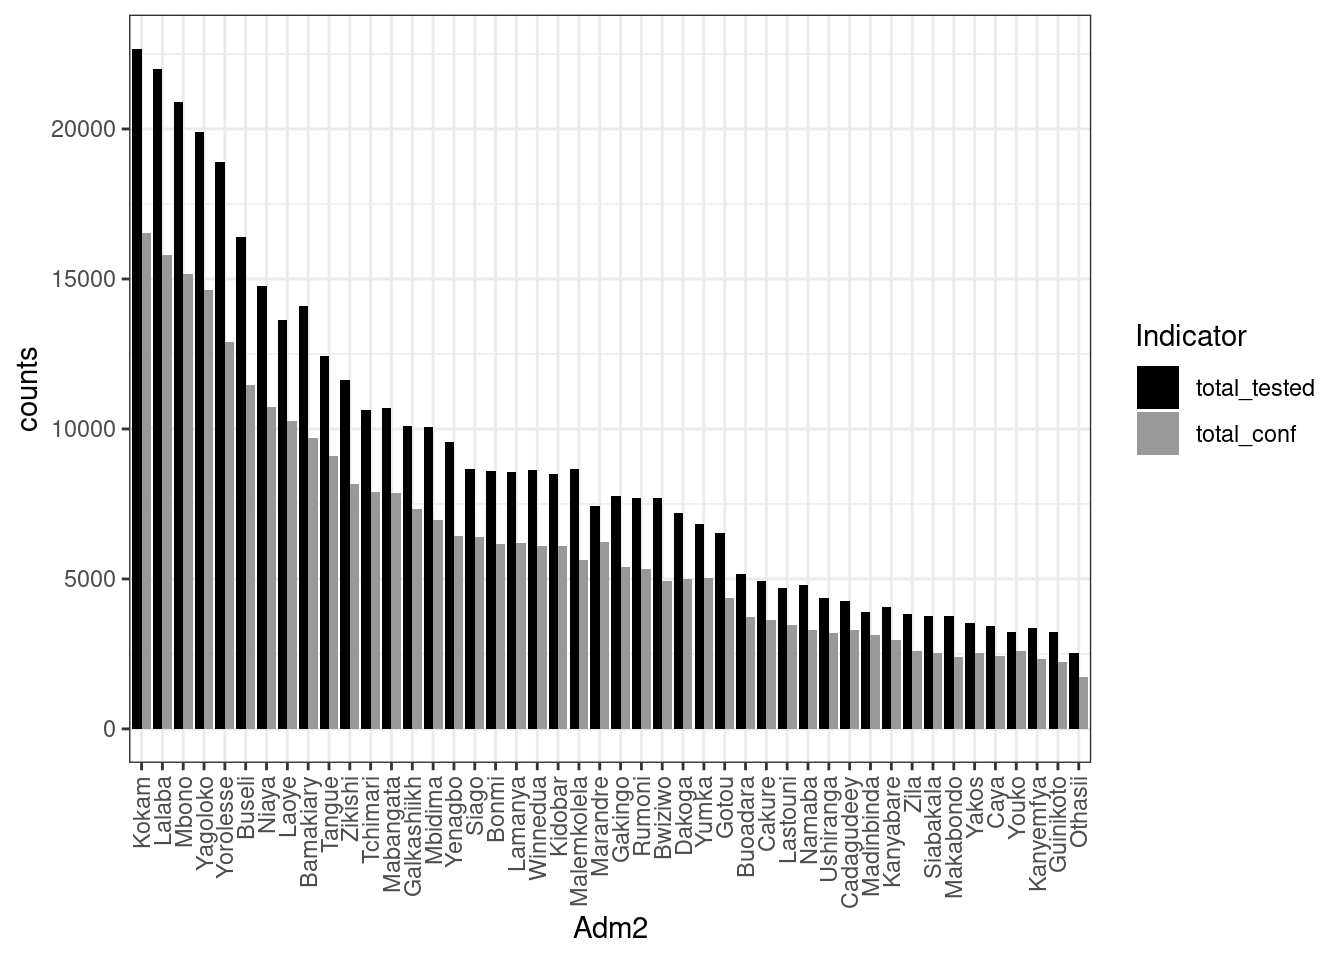 20000
15000
10000
5000
0
counts
Kokam
Lalaba
Mbono
Yagoloko
Yorolesse
Buseli
Niaya
Laoye
Bamakiary
Tangue
Zikishi
Tchimari
Mabangata
Galkashiikh
Mbidima
Yenagbo
Siago
Bonmi
Lamanya
Winnedua
Kidobar
Malemkolela
Marandre
Gakingo
Rumoni
Bwiziwo
Dakoga
Yumka
Gotou
Buoadara
Cakure
Lastouni
Namaba
Ushiranga
Cadagudeey
Madinbinda
Kanyabare
Zila
Siabakala
Makabondo
Yakos
Caya
Youko
Kanyemfya
Guinikoto
Othasii
Adm2
Indicator
total_tested
total_conf